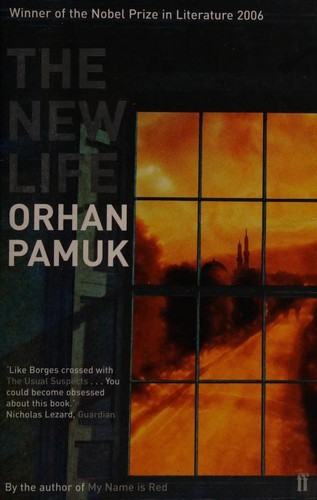 Winner of the Nobel Prize in Literature 2006
THE
NEW
LIFE
ORHAN
PAMUK
'Like Borges crossed with
The Usual Suspects . . . You
could become obsessed
about this book.'
Nicholas Lezard, Guardian
By the author of My Name is Red
ff